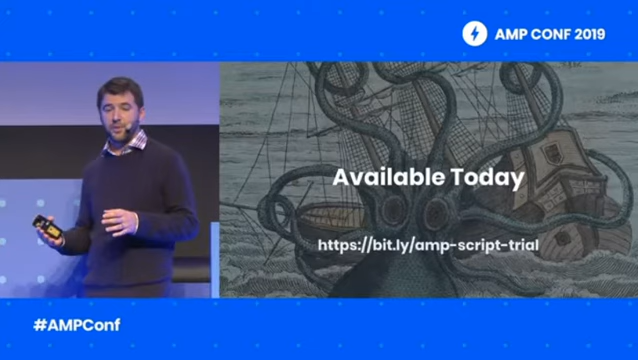 AMP CONF 2019
Available Today
https://bit.ly/amp-script-trial
#AMPConf